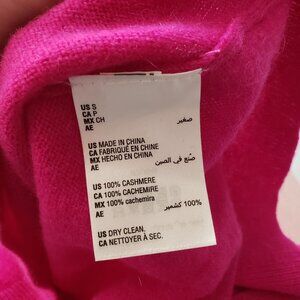 US S
CA P
MX CH
AE صغير
US MADE IN CHINA
CA FABRIQUÉ EN CHINE
MX HECHO EN CHINA
AE صنع في الصين
US 100% CASHMERE
CA 100% CACHEMIRE
MX 100% cachemira
AE 100% كشمير
US DRY CLEAN.
CA NETTOYER À SEC.